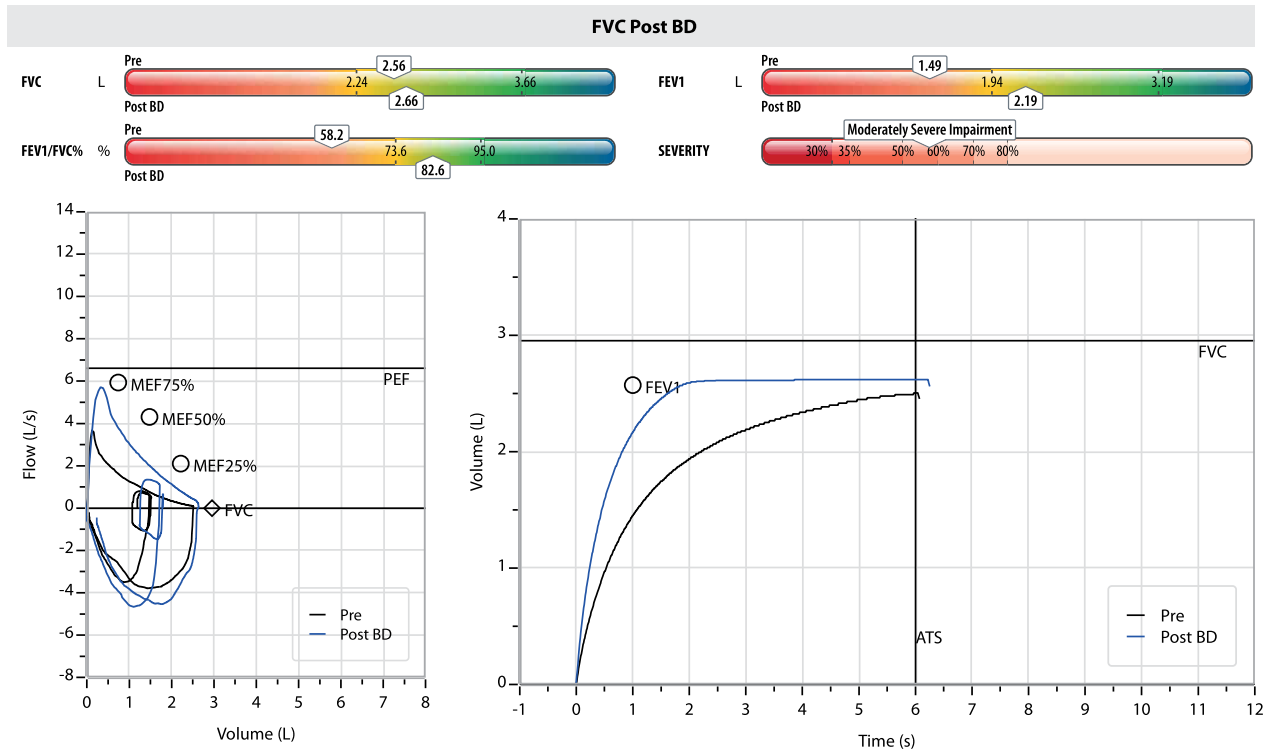 FVC Post BD
Pre
2.56
FVC L 2.24 3.66
Post BD 2.66
Pre
1.49
FEV1 L 1.94 3.19
Post BD 2.19
Pre
58.2
FEV1/FVC% % 73.6 95.0
Post BD 82.6
Moderately Severe Impairment
SEVERITY 30% 35% 50% 60% 70% 80%
14
12
10
8
6
4
2
0
-2
-4
-6
-8
Flow (L/s)
PEF
MEF75%
MEF50%
MEF25%
FVC
Pre
Post BD
0 1 2 3 4 5 6 7 8
Volume (L)
4
3
2
1
0
Volume (L)
FVC
FEV1
ATS
Pre
Post BD
-1 0 1 2 3 4 5 6 7 8 9 10 11 12
Time (s)